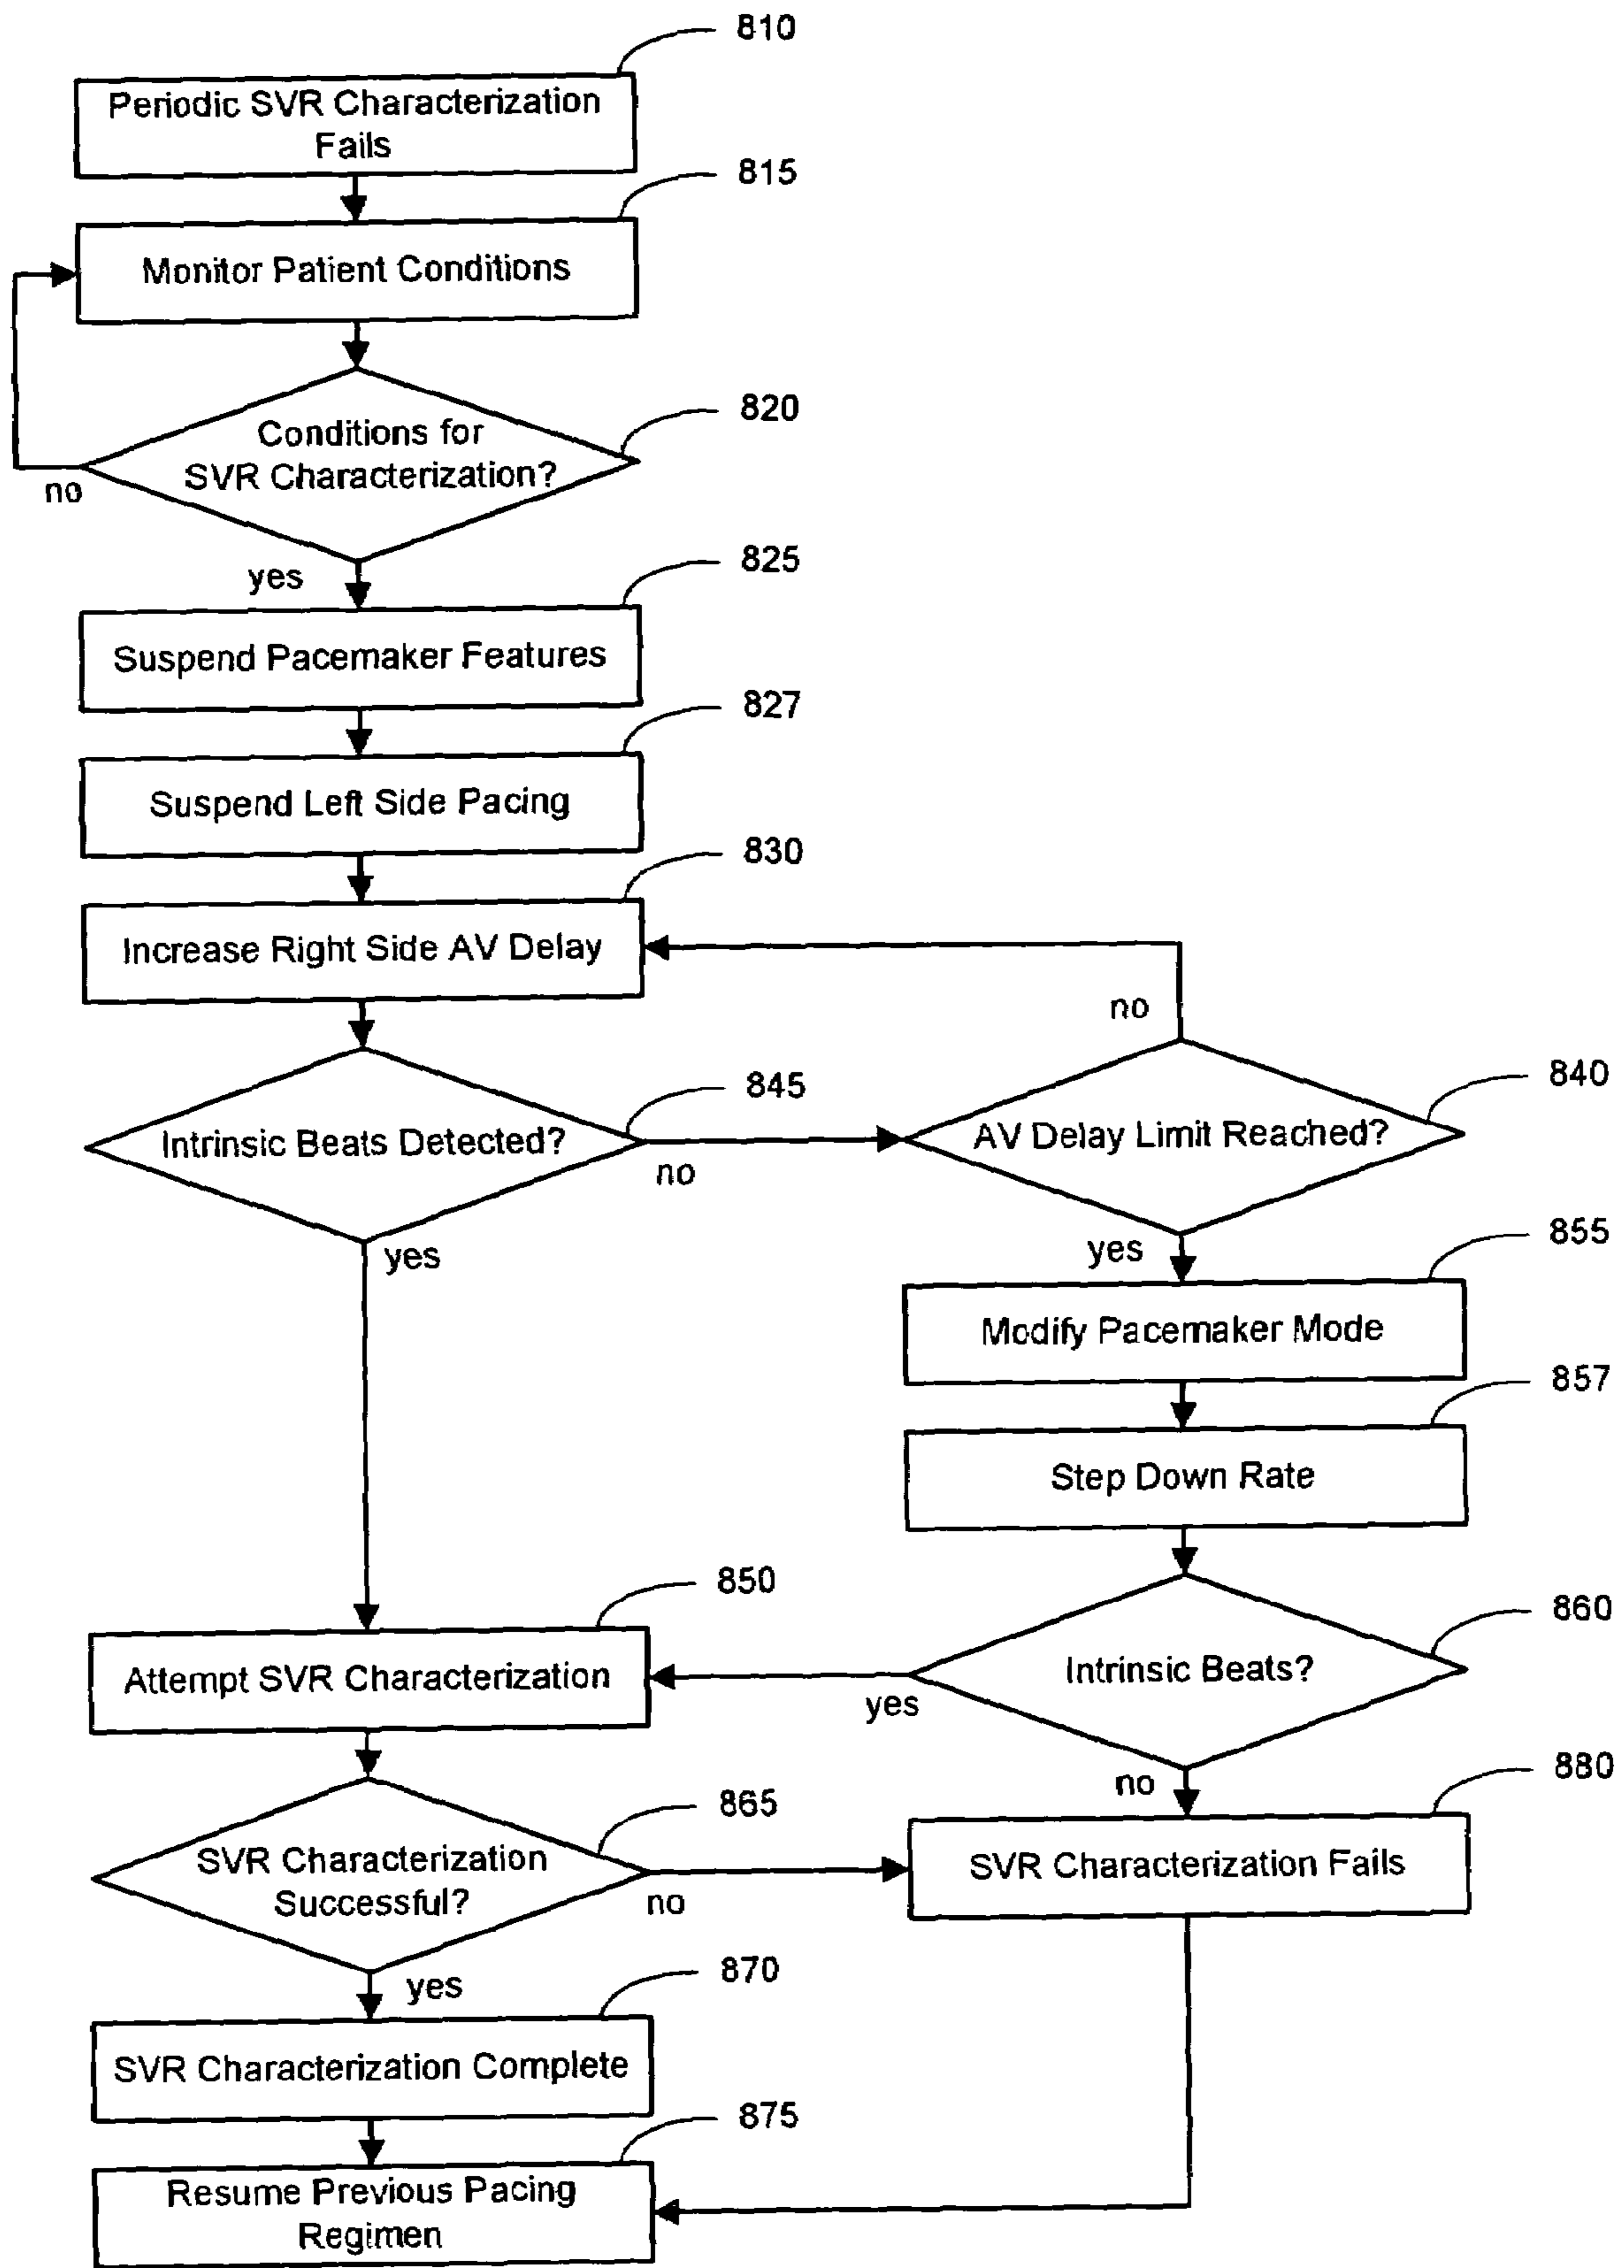 810
Periodic SVR Characterization
Fails
815
Monitor Patient Conditions
820
Conditions for
SVR Characterization?
no
yes
825
Suspend Pacemaker Features
827
Suspend Left Side Pacing
830
Increase Right Side AV Delay
no
845
Intrinsic Beats Detected?
no
840
AV Delay Limit Reached?
yes
yes
855
Modify Pacemaker Mode
857
Step Down Rate
850
Attempt SVR Characterization
860
Intrinsic Beats?
yes
no
865
SVR Characterization
Successful?
no
880
SVR Characterization Fails
yes
870
SVR Characterization Complete
875
Resume Previous Pacing
Regimen